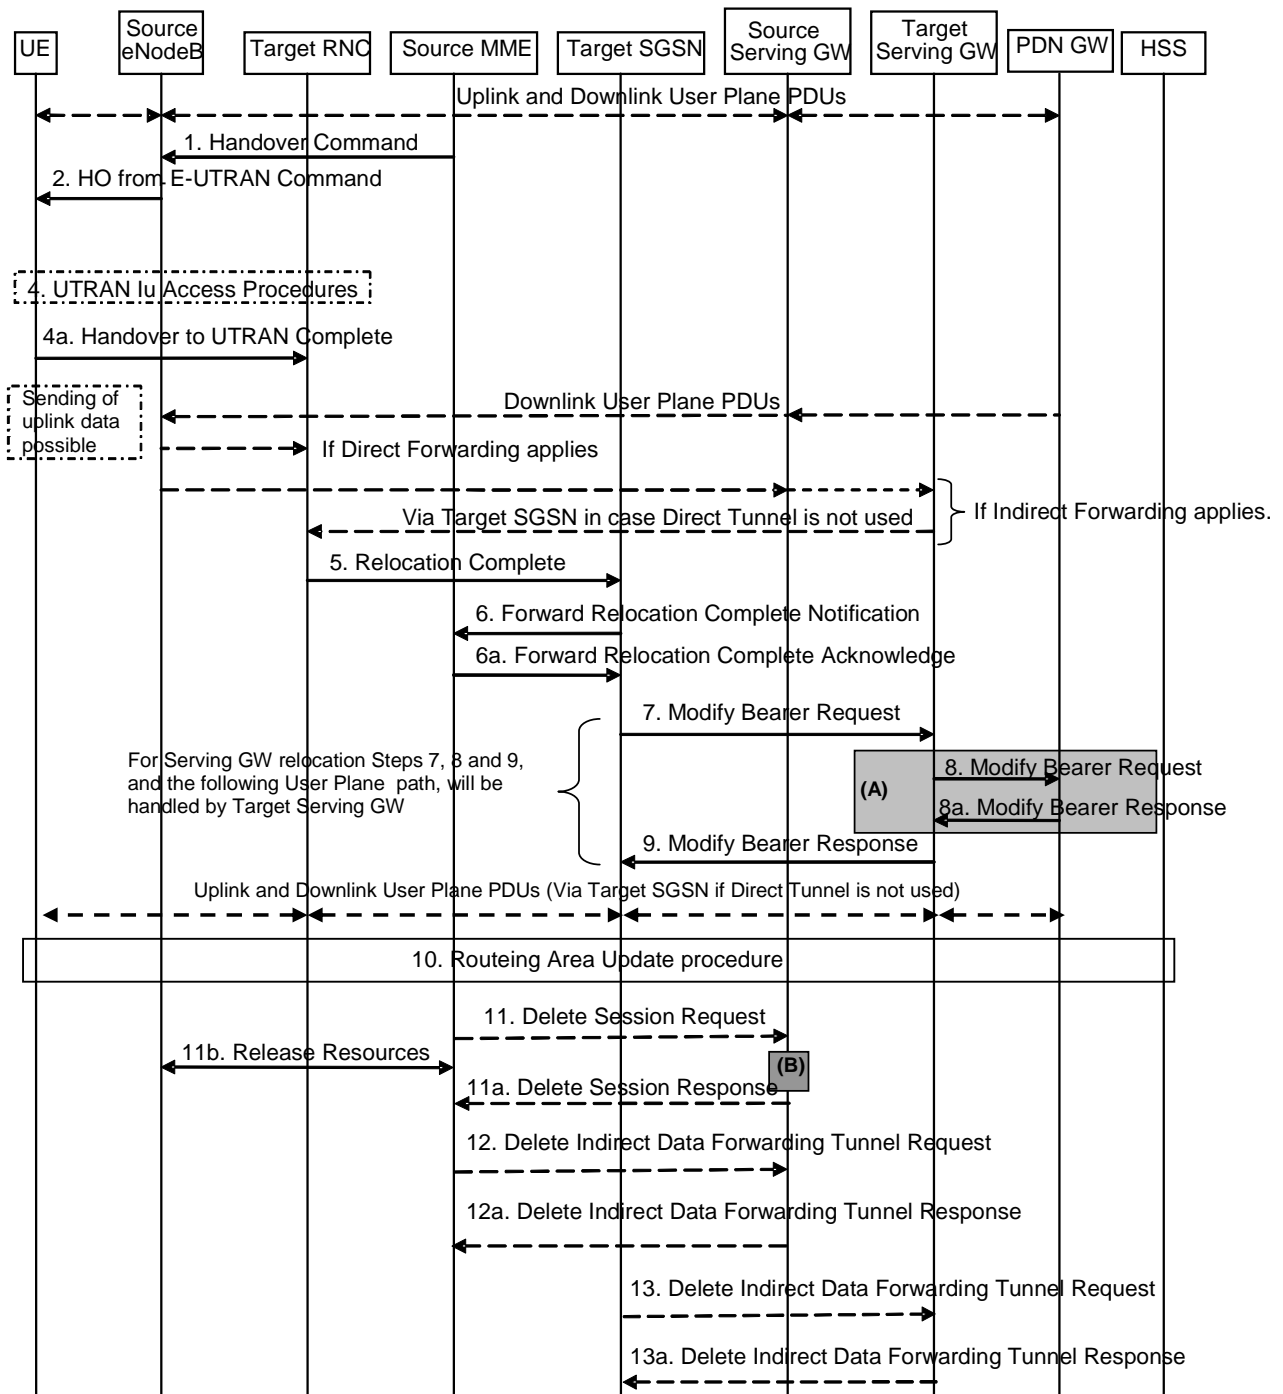 UE
Source
eNodeB
Target RNC
Source MME
Target SGSN
Source
Serving GW
Target
Serving GW
PDN GW
HSS
Uplink and Downlink User Plane PDUs
1. Handover Command
2. HO from E-UTRAN Command
4. UTRAN Iu Access Procedures
4a. Handover to UTRAN Complete
Sending of
uplink data
possible
Downlink User Plane PDUs
If Direct Forwarding applies
Via Target SGSN in case Direct Tunnel is not used
If Indirect Forwarding applies.
5. Relocation Complete
6. Forward Relocation Complete Notification
6a. Forward Relocation Complete Acknowledge
7. Modify Bearer Request
For Serving GW relocation Steps 7, 8 and 9,
and the following User Plane path, will be
handled by Target Serving GW
(A)
8. Modify Bearer Request
8a. Modify Bearer Response
9. Modify Bearer Response
Uplink and Downlink User Plane PDUs (Via Target SGSN if Direct Tunnel is not used)
10. Routeing Area Update procedure
11. Delete Session Request
11b. Release Resources
(B)
11a. Delete Session Response
12. Delete Indirect Data Forwarding Tunnel Request
12a. Delete Indirect Data Forwarding Tunnel Response
13. Delete Indirect Data Forwarding Tunnel Request
13a. Delete Indirect Data Forwarding Tunnel Response